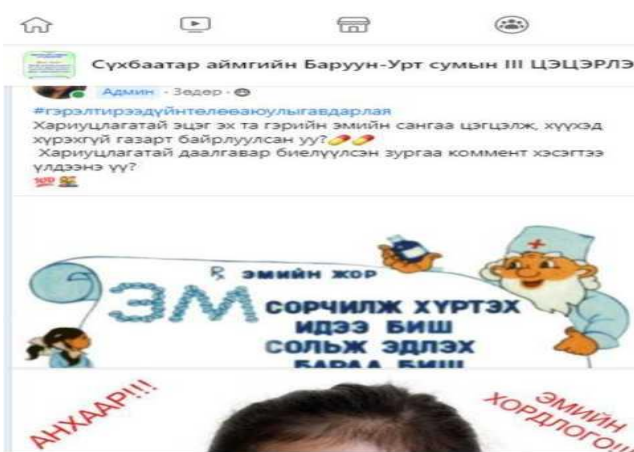 Сүхбаатар аймгийн Баруун-Урт сумын III ЦЭЦЭРЛЭ
Админ · 3өдөр ·
#гэрэлтирээдүйнтөлөөаюулыгавдарлая
Хариуцлагатай эцэг эх та гэрийн эмийн сангаа цэгцэлж, хүүхэд
хүрэхгүй газарт байрлуулсан уу?
Хариуцлагатай даалгавар биелүүлсэн зургаа коммент хэсэгтээ
үлдээнэ үү?
💯
ЭМИЙН ЖОР
ЭМ
СОРЧИЛЖ ХҮРТЭХ
ИДЭЭ БИШ
СОЛЬЖ ЭДЛЭХ
БАРАА БИШ
АНХААР!!!
ЭМИЙН
ХОРДЛОГО!!!